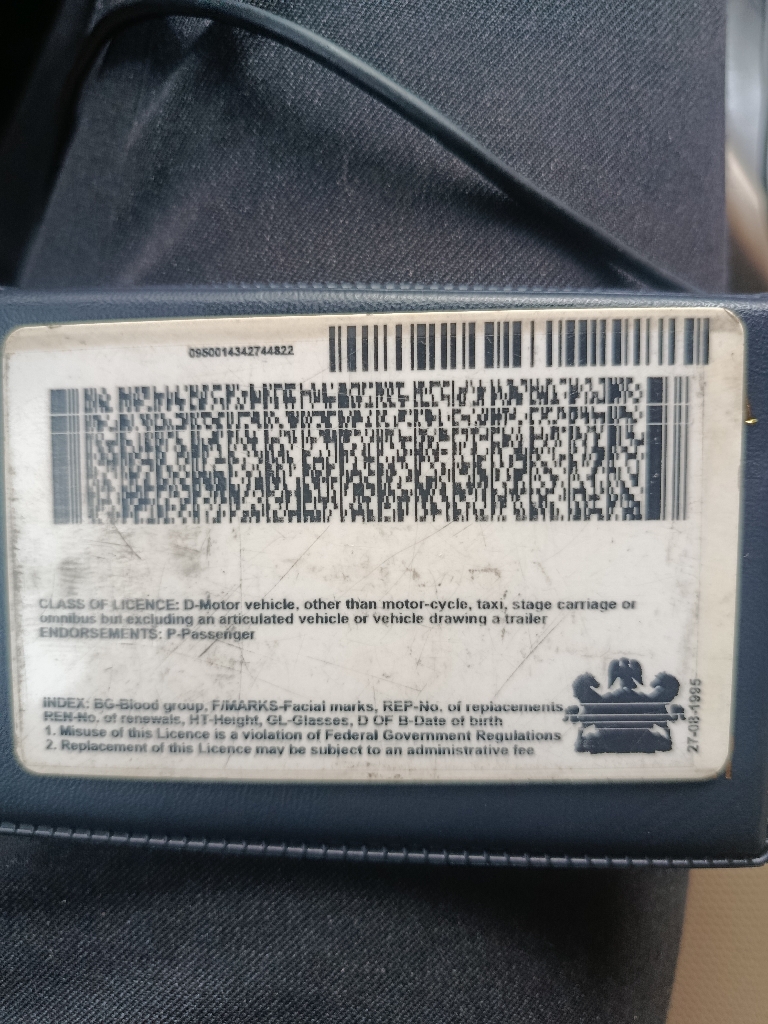 0950014342744822
CLASS OF LICENCE: D-Motor vehicle, other than motor-cycle, taxi, stage carriage or
omnibus but excluding an articulated vehicle or vehicle drawing a trailer
ENDORSEMENTS: P-Passenger
INDEX: BG-Blood group, F/MARKS-Facial marks, REP-No. of replacements
REN-No. of renewals, HT-Height, GL-Glasses, D OF B-Date of birth
1. Misuse of this Licence is a violation of Federal Government Regulations
2. Replacement of this Licence may be subject to an administrative fee
27-08-1995